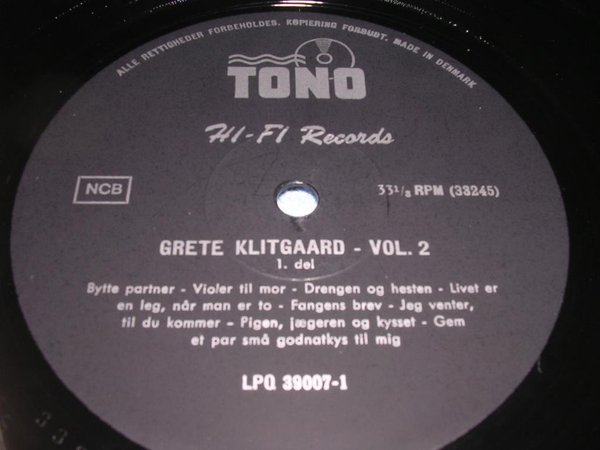 ALLE RETTIGHEDER FORBEHOLDES. KOPIERING FORBUDT. MADE IN DENMARK
TONO
HI-FI Records
NCB
33 1/3 RPM (33245)
GRETE KLITGAARD - VOL. 2
1. del
Bytte partner - Violer til mor - Drengen og hesten - Livet er
en leg, når man er to - Fangens brev - Jeg venter,
til du kommer - Pigen, jægeren og kysset - Gem
et par små godnatkys til mig
LPQ 39007-1